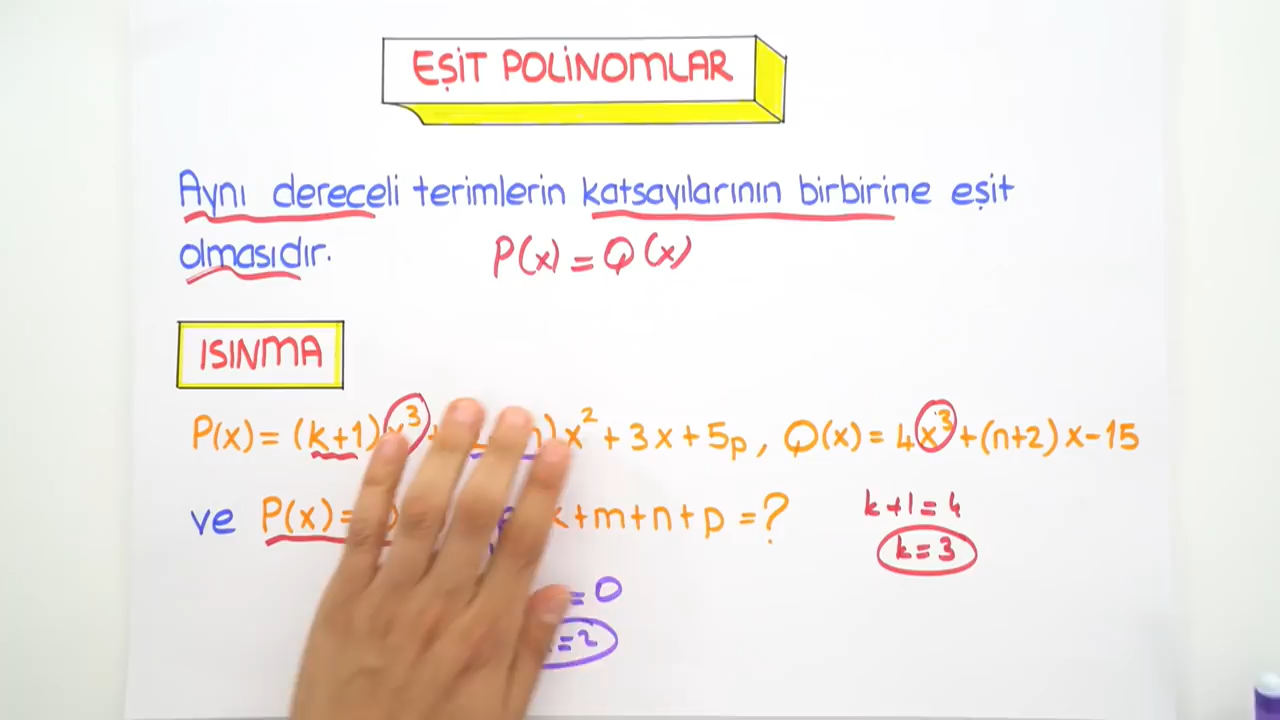 EŞİT POLİNOMLAR
Aynı dereceli terimlerin katsayılarının birbirine eşit
olmasıdır.
P(x) = Q(x)
ISINMA
P(x) = (k+1)x³ + )x² + 3x + 5p , Q(x) = 4x³ + (n+2)x - 15
ve P(x) = k+m+n+p = ?
k+1 = 4
k = 3
= 0
= 2